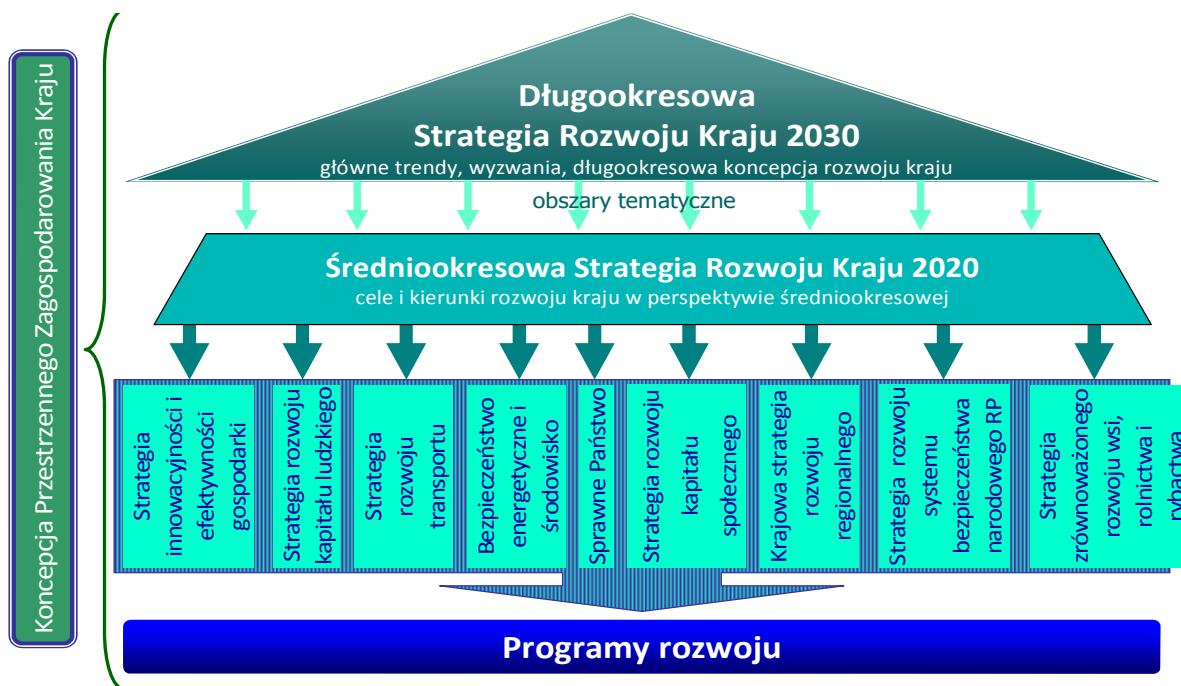 Koncepcja Przestrzennego Zagospodarowania Kraju
Długookresowa
Strategia Rozwoju Kraju 2030
główne trendy, wyzwania, długookresowa koncepcja rozwoju kraju
obszary tematyczne
Średniookresowa Strategia Rozwoju Kraju 2020
cele i kierunki rozwoju kraju w perspektywie średniookresowej
Strategia
innowacyjności i
efektywności
gospodarki
Strategia rozwoju
kapitału ludzkiego
Strategia
rozwoju
transportu
Bezpieczeństwo
energetyczne i
środowisko
Sprawne Państwo
Strategia rozwoju
kapitału
społecznego
Krajowa strategia
rozwoju
regionalnego
Strategia rozwoju
systemu
bezpieczeństwa
narodowego RP
Strategia
zrównoważonego
rozwoju wsi,
rolnictwa i
rybactwa
Programy rozwoju